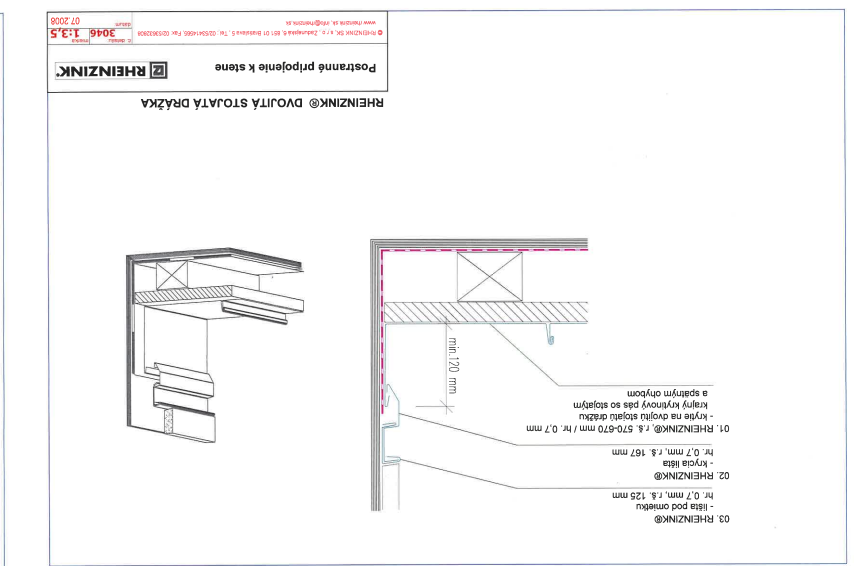 03. RHEINZINK®
- lišta pod omietku
hr. 0,7 mm, r.š. 125 mm
02. RHEINZINK®
- krycia lišta
hr. 0,7 mm, r.š. 167 mm
01. RHEINZINK®, r.š. 570-670 mm / hr. 0,7 mm
- krytie na dvojitú stojatú drážku
krajný krytinový pás so stojatým
a spätným ohybom
min.120 mm
RHEINZINK® DVOJITÁ STOJATÁ DRÁŽKA
Postranné pripojenie k stene
RHEINZINK®
© RHEINZINK SK, s.r.o., Zadunajská 6, 851 01 Bratislava 5, Tel. Fax
www.rheinzink.sk, info@rheinzink.sk
č. detailu
3046
mierka
1:3,5
dátum
07.2008